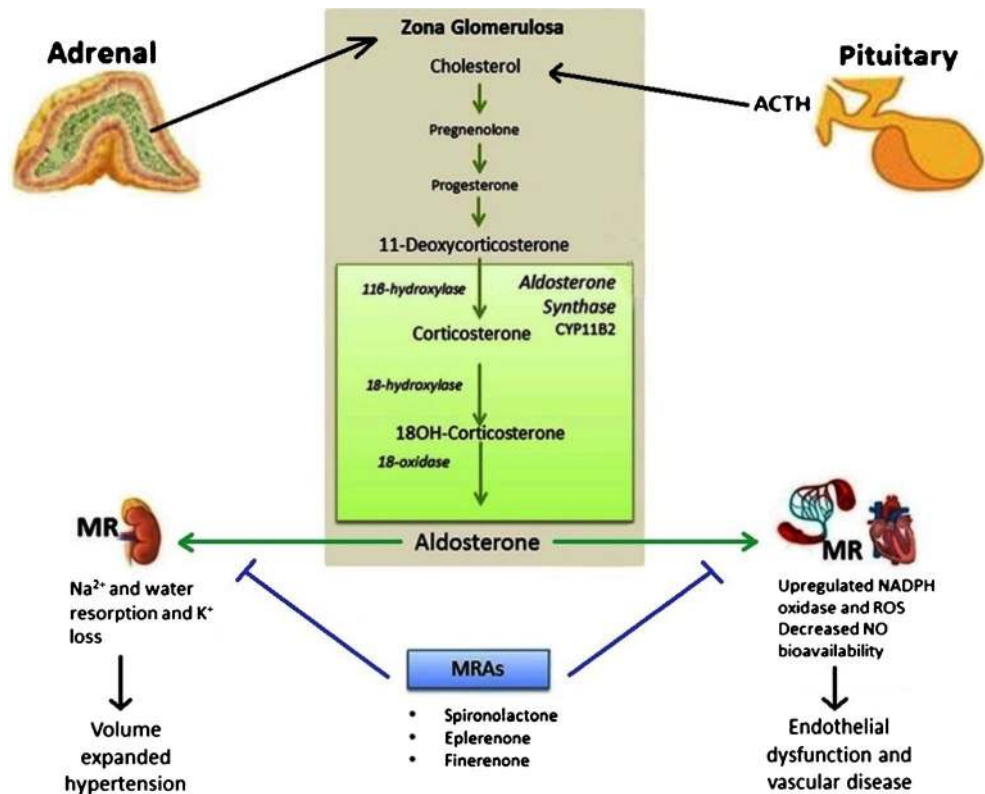 Adrenal
Zona Glomerulosa
Pituitary
Cholesterol
ACTH
Pregnenolone
Progesterone
11-Deoxycorticosterone
11θ-hydroxylase
Aldosterone
Synthase
CYP11B2
Corticosterone
18-hydroxylase
18OH-Corticosterone
18-oxidase
MR
Aldosterone
MR
Na²⁺ and water
resorption and K⁺
loss
Upregulated NADPH
oxidase and ROS
Decreased NO
bioavailability
MRAs
• Spironolactone
• Eplerenone
• Finerenone
Volume
expanded
hypertension
Endothelial
dysfunction and
vascular disease